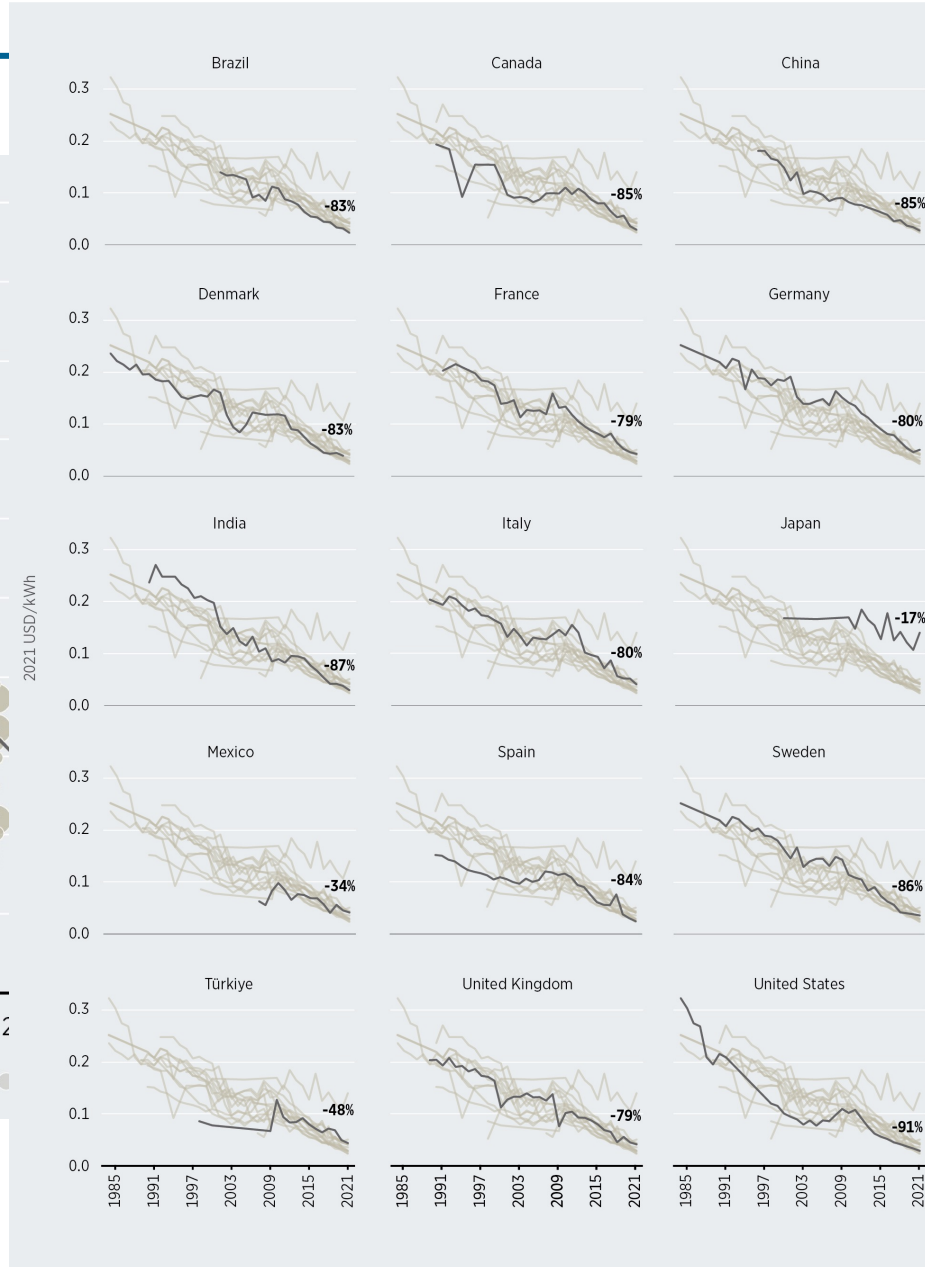 Brazil
Canada
China
0.3
0.2
0.1
0.0
-83%
-85%
-85%
Denmark
France
Germany
0.3
0.2
0.1
0.0
-83%
-79%
-80%
India
Italy
Japan
0.3
0.2
0.1
0.0
-87%
-80%
-17%
2021 USD/kWh
Mexico
Spain
Sweden
0.3
0.2
0.1
0.0
-34%
-84%
-86%
Türkiye
United Kingdom
United States
0.3
0.2
0.1
0.0
-48%
-79%
-91%
1985 1991 1997 2003 2009 2015 2021
1985 1991 1997 2003 2009 2015 2021
1985 1991 1997 2003 2009 2015 2021
2